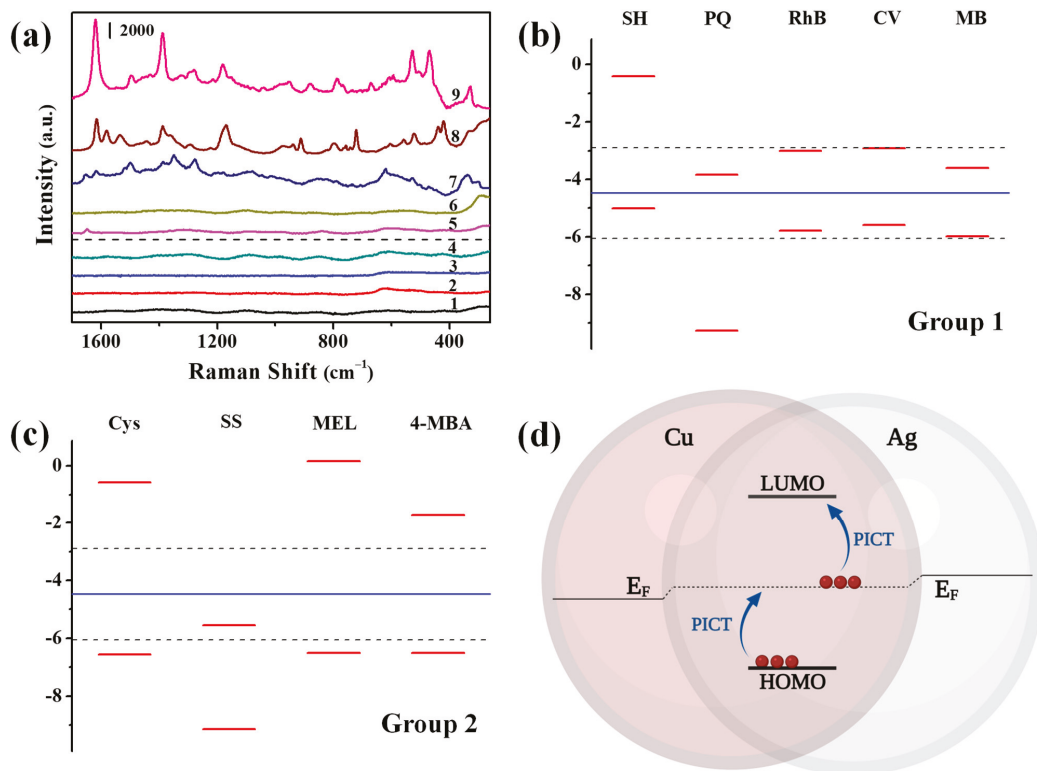 (a)
2000
9
8
7
6
5
4
3
2
1
Intensity (a.u.)
1600 1200 800 400
Raman Shift (cm⁻¹)
(b)
SH PQ RhB CV MB
0
-2
-4
-6
-8
Group 1
(c)
Cys SS MEL 4-MBA
0
-2
-4
-6
-8
Group 2
(d)
Cu Ag
LUMO
PICT
E_F
E_F
PICT
HOMO